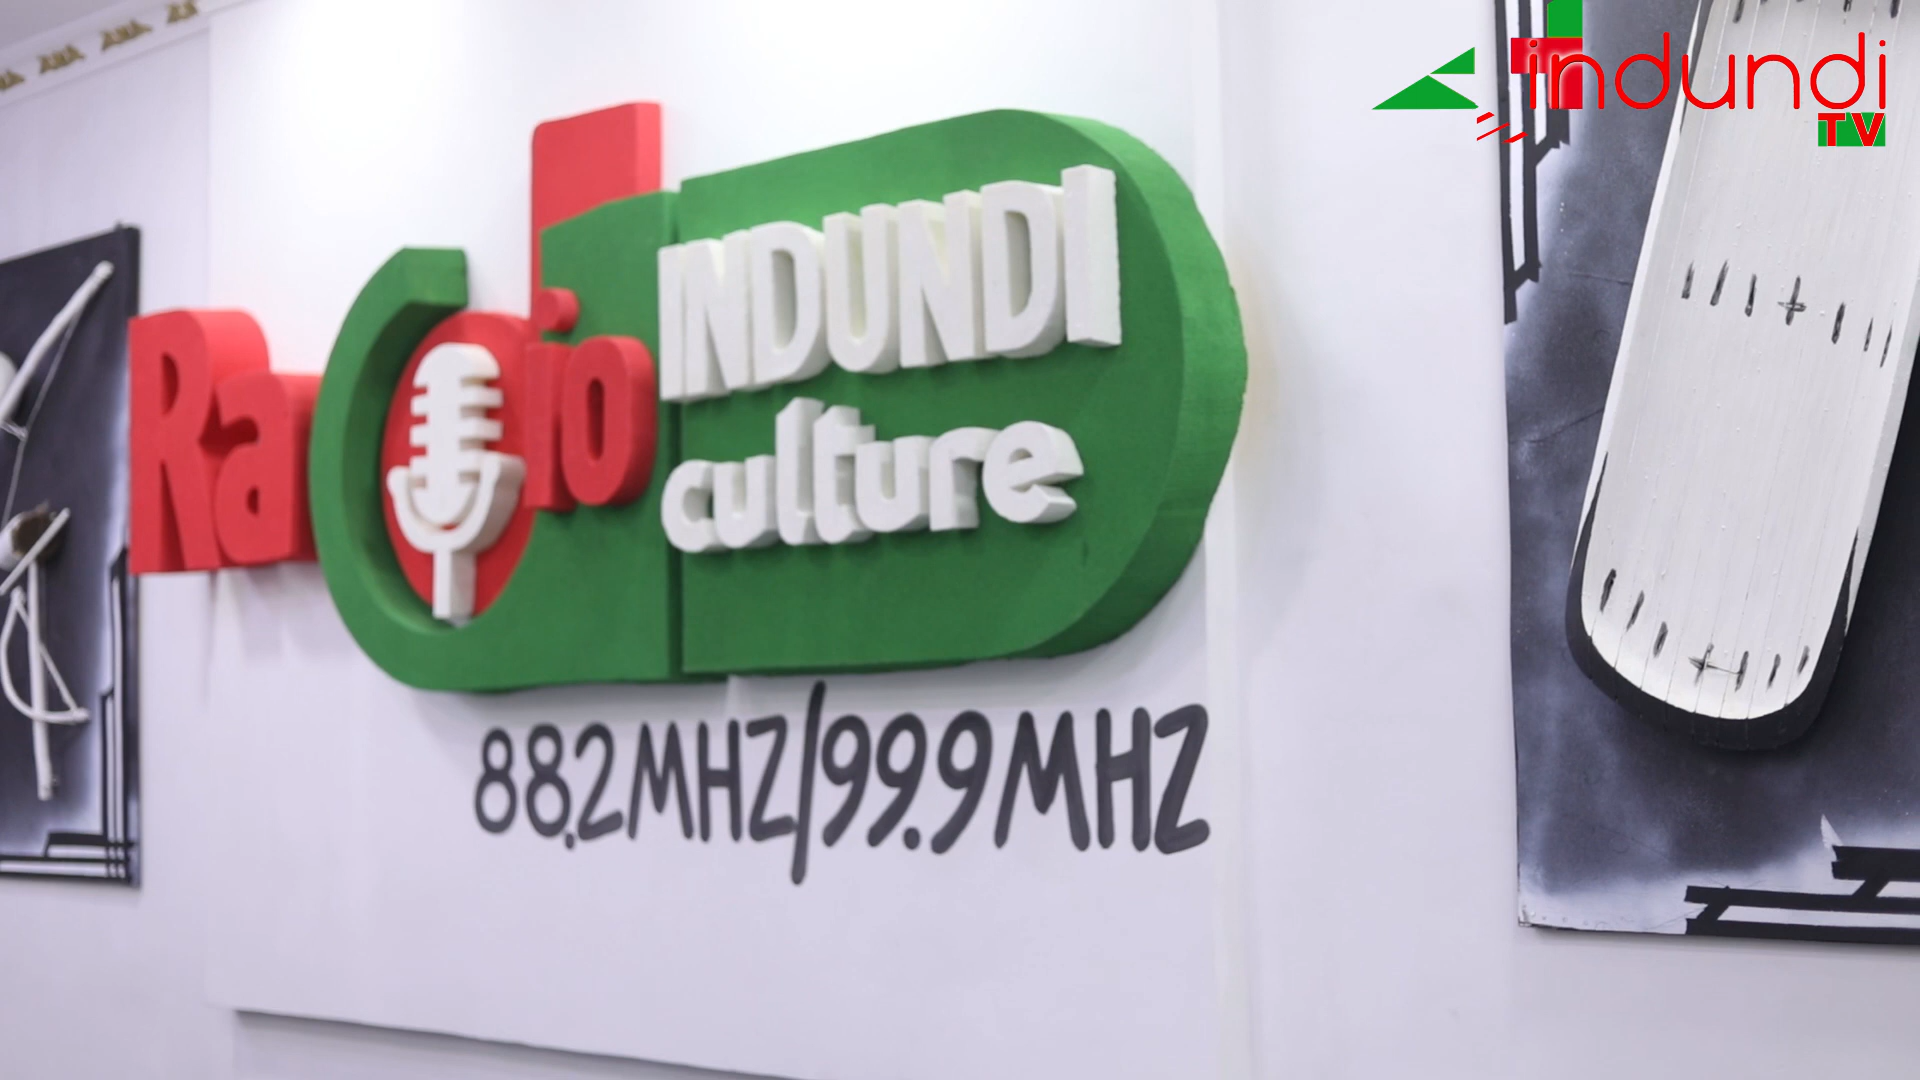 indundi
TV
Radio
INDUNDI
culture
88.2MHZ/99.9MHZ